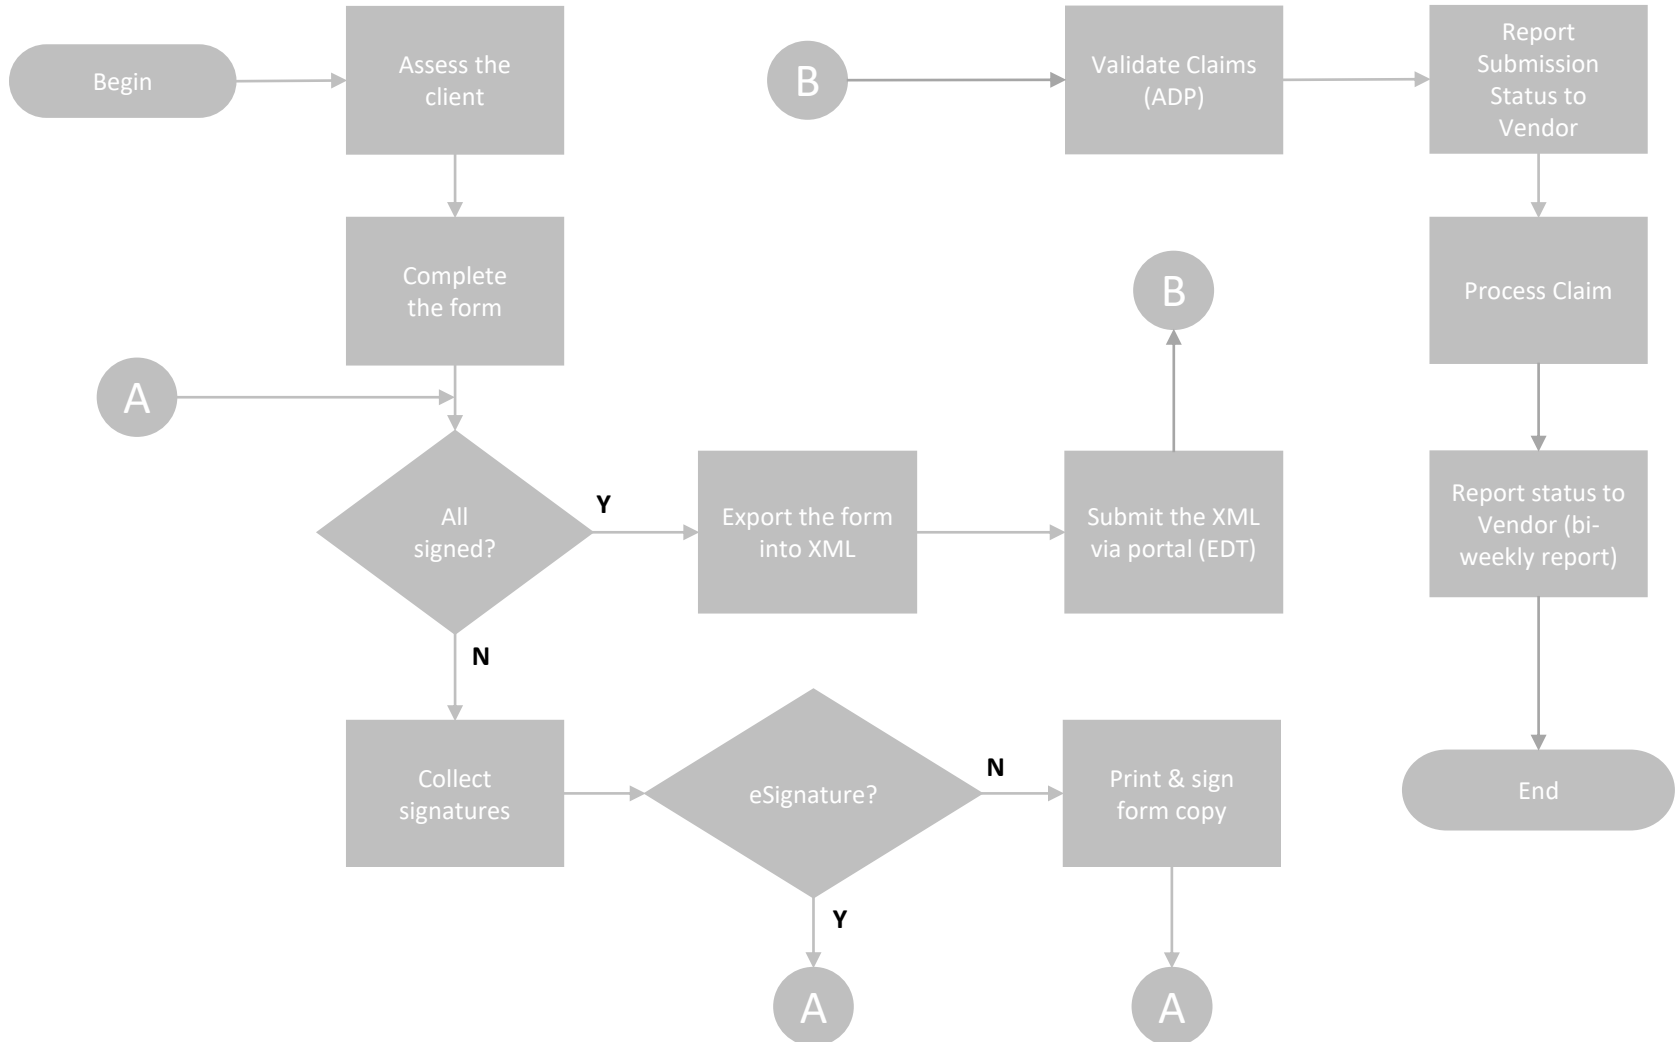 Begin
Assess the
client
B
Validate Claims
(ADP)
Report
Submission
Status to
Vendor
Complete
the form
B
Process Claim
A
All
signed?
Y
Export the form
into XML
Submit the XML
via portal (EDT)
Report status to
Vendor (bi-
weekly report)
N
Collect
signatures
eSignature?
N
Print & sign
form copy
End
Y
A
A